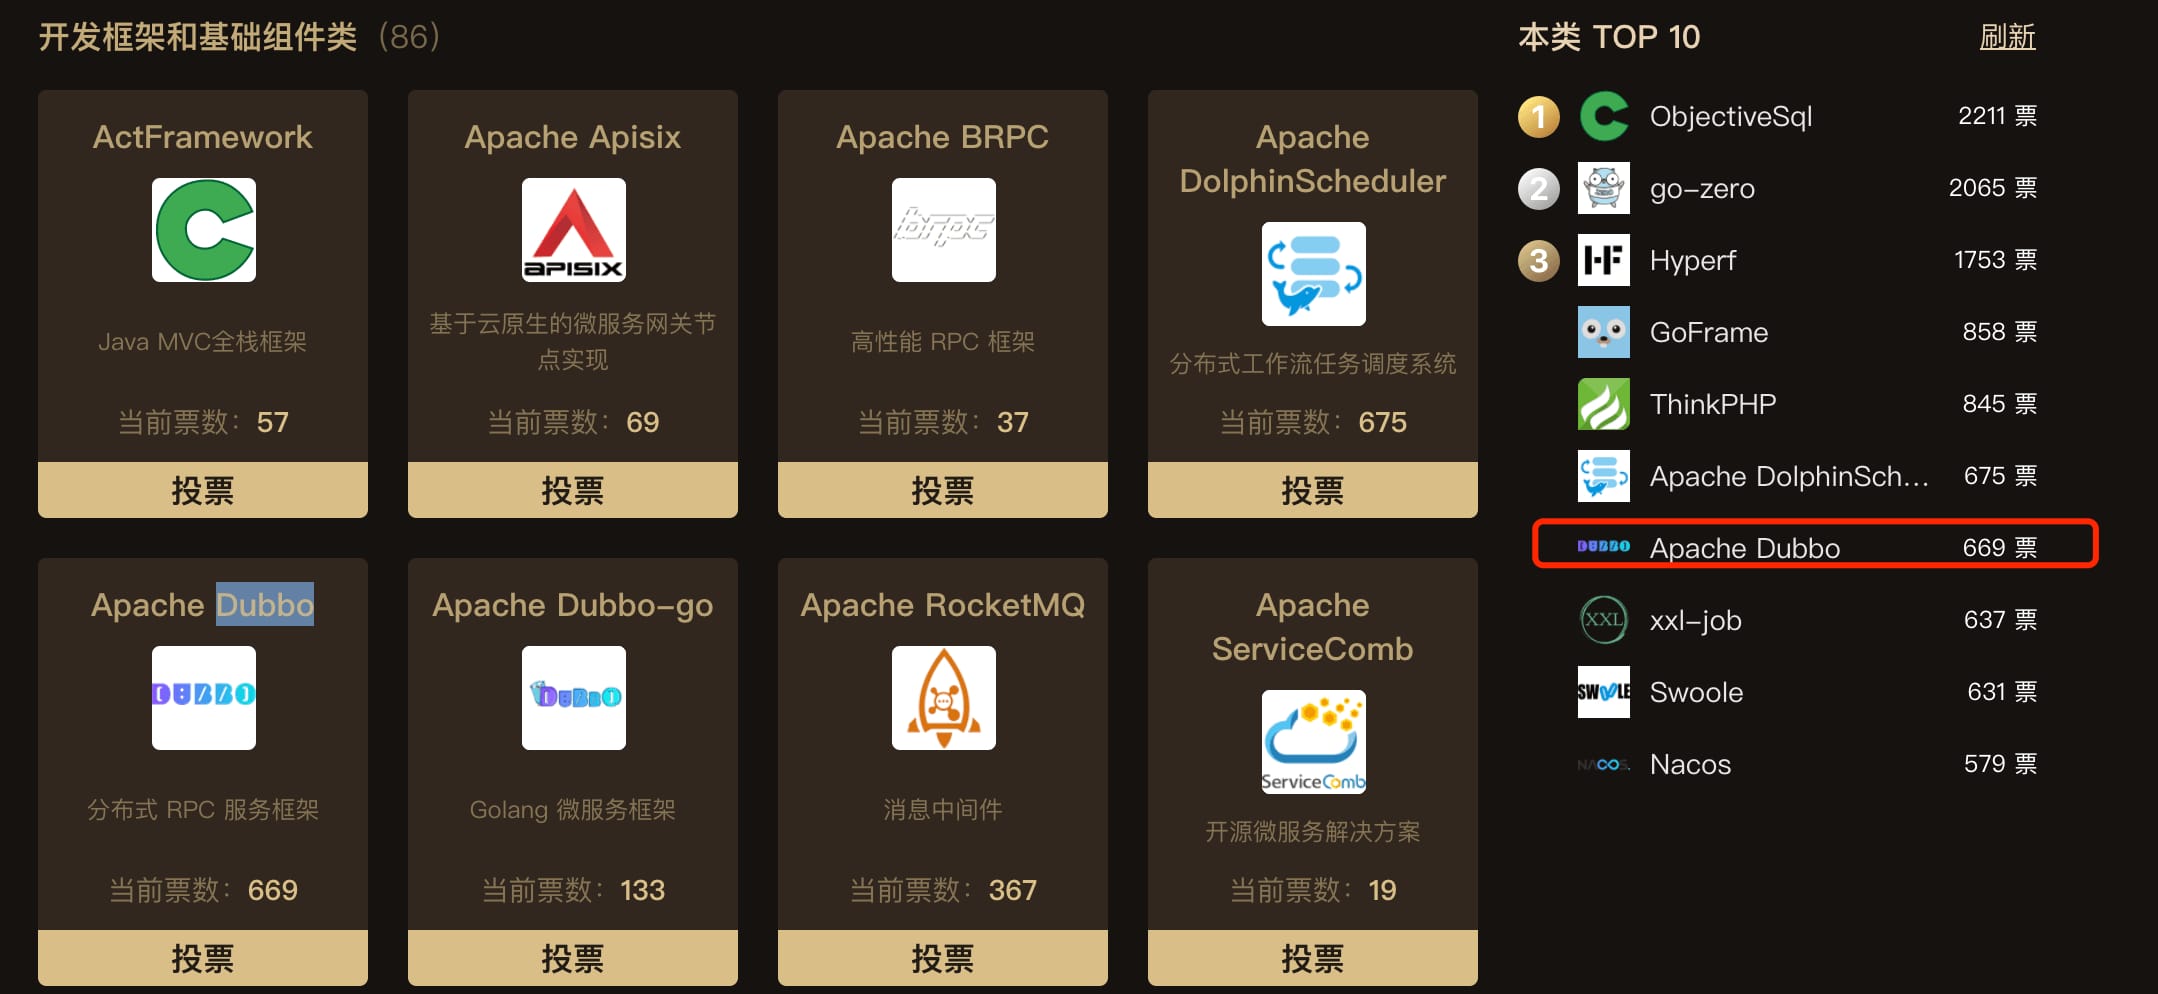 开发框架和基础组件类（86）
ActFramework
Java MVC全栈框架
当前票数：57
投票
Apache Apisix
APISIX
基于云原生的微服务网关节
点实现
当前票数：69
投票
Apache BRPC
brpc
高性能 RPC 框架
当前票数：37
投票
Apache
DolphinScheduler
分布式工作流任务调度系统
当前票数：675
投票
Apache Dubbo
DUBBO
分布式 RPC 服务框架
当前票数：669
投票
Apache Dubbo-go
DUBBO
Golang 微服务框架
当前票数：133
投票
Apache RocketMQ
消息中间件
当前票数：367
投票
Apache
ServiceComb
ServiceComb
开源微服务解决方案
当前票数：19
投票
本类 TOP 10 刷新
1 ObjectiveSql 2211 票
2 go-zero 2065 票
3 HF Hyperf 1753 票
GoFrame 858 票
ThinkPHP 845 票
Apache DolphinSch... 675 票
DUBBO Apache Dubbo 669 票
XXL xxl-job 637 票
SWOOLE Swoole 631 票
NACOS. Nacos 579 票